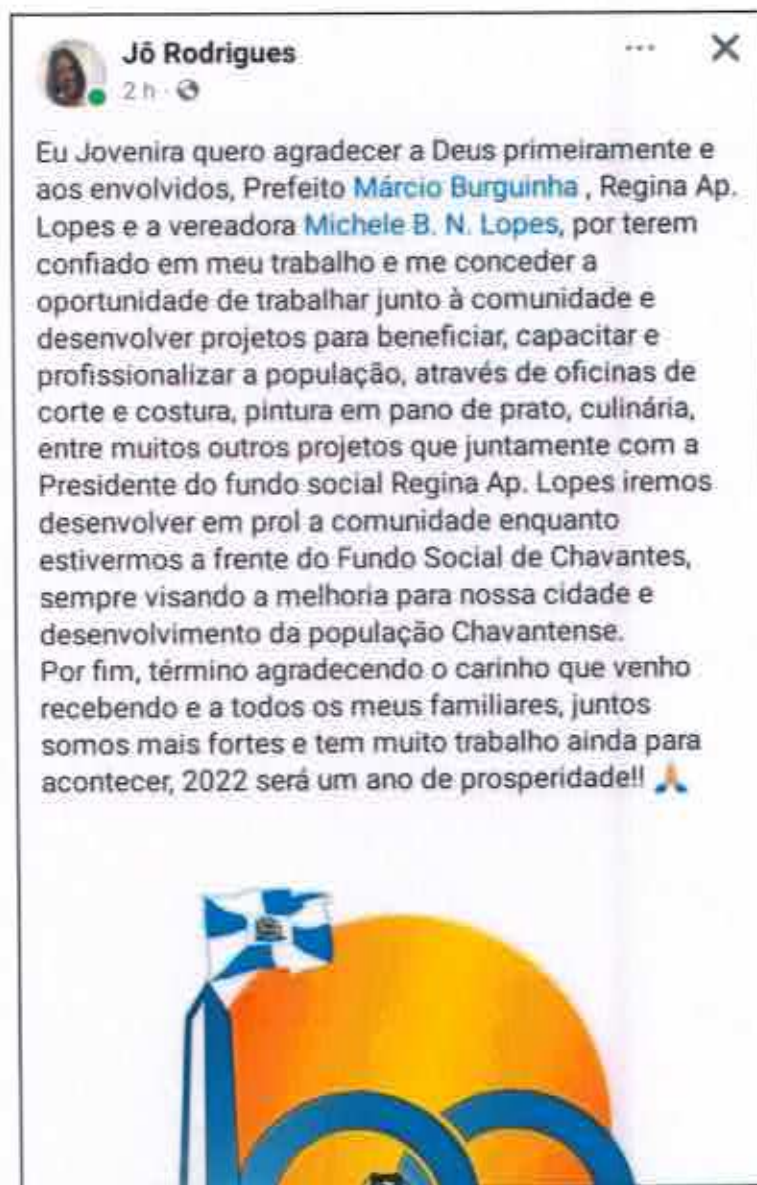 Jô Rodrigues
2 h
Eu Jovenira quero agradecer a Deus primeiramente e
aos envolvidos, Prefeito Márcio Burguinha , Regina Ap.
Lopes e a vereadora Michele B. N. Lopes, por terem
confiado em meu trabalho e me conceder a
oportunidade de trabalhar junto à comunidade e
desenvolver projetos para beneficiar, capacitar e
profissionalizar a população, através de oficinas de
corte e costura, pintura em pano de prato, culinária,
entre muitos outros projetos que juntamente com a
Presidente do fundo social Regina Ap. Lopes iremos
desenvolver em prol a comunidade enquanto
estivermos a frente do Fundo Social de Chavantes,
sempre visando a melhoria para nossa cidade e
desenvolvimento da população Chavantense.
Por fim, término agradecendo o carinho que venho
recebendo e a todos os meus familiares, juntos
somos mais fortes e tem muito trabalho ainda para
acontecer, 2022 será um ano de prosperidade!! 🙏